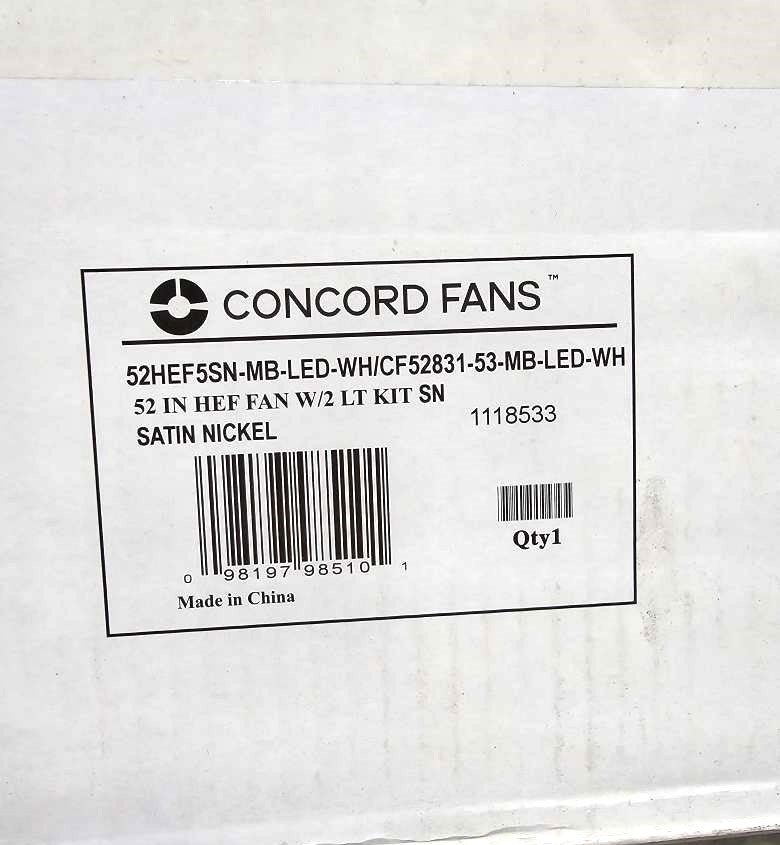 CONCORD FANS™
52HEF5SN-MB-LED-WH/CF52831-53-MB-LED-WH
52 IN HEF FAN W/2 LT KIT SN
1118533
SATIN NICKEL
0 98197 98510 1
Qty1
Made in China